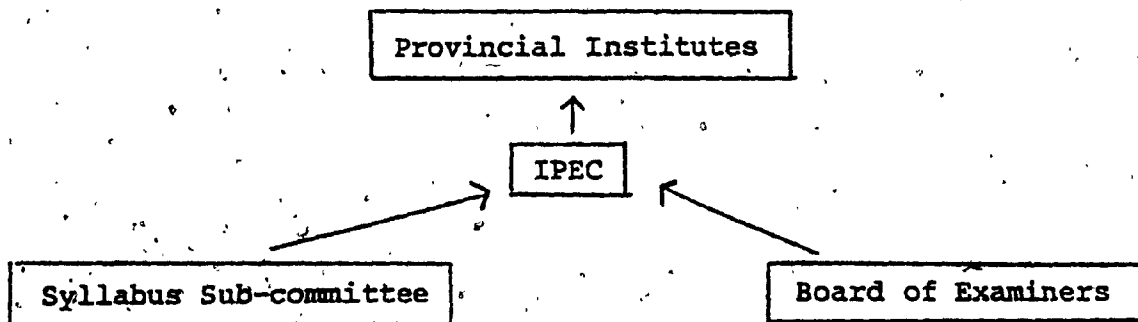 Provincial Institutes
IPEC
Syllabus Sub-committee
Board of Examiners